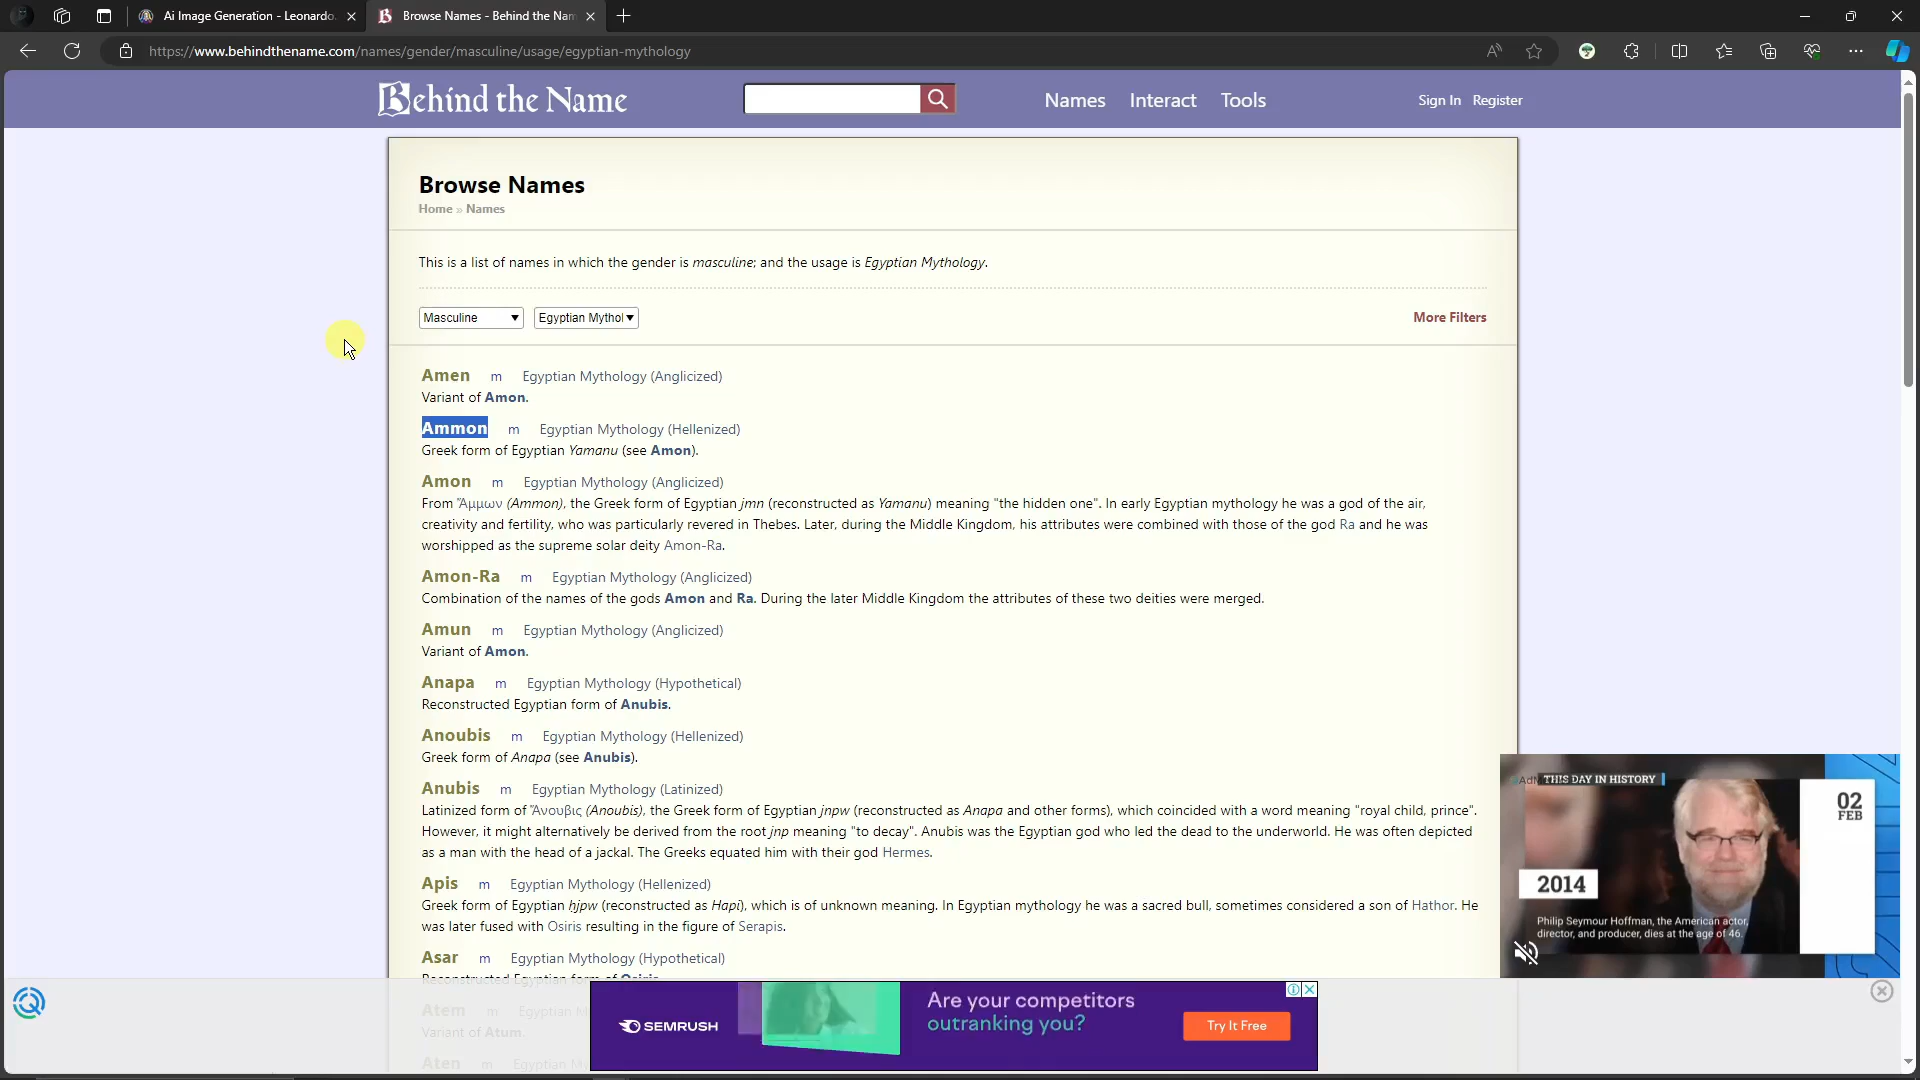 Ai Image Generation - Leonardo.
Browse Names - Behind the Nam
https://www.behindthename.com/names/gender/masculine/usage/egyptian-mythology
Behind the Name
Names Interact Tools
Sign In Register
Browse Names
Home » Names
This is a list of names in which the gender is masculine; and the usage is Egyptian Mythology.
Masculine
Egyptian Mythol
More Filters
Amen m Egyptian Mythology (Anglicized)
Variant of Amon.
Ammon m Egyptian Mythology (Hellenized)
Greek form of Egyptian Yamanu (see Amon).
Amon m Egyptian Mythology (Anglicized)
From Ἄμμων (Ammon), the Greek form of Egyptian jmn (reconstructed as Yamanu) meaning "the hidden one". In early Egyptian mythology he was a god of the air,
creativity and fertility, who was particularly revered in Thebes. Later, during the Middle Kingdom, his attributes were combined with those of the god Ra and he was
worshipped as the supreme solar deity Amon-Ra.
Amon-Ra m Egyptian Mythology (Anglicized)
Combination of the names of the gods Amon and Ra. During the later Middle Kingdom the attributes of these two deities were merged.
Amun m Egyptian Mythology (Anglicized)
Variant of Amon.
Anapa m Egyptian Mythology (Hypothetical)
Reconstructed Egyptian form of Anubis.
Anoubis m Egyptian Mythology (Hellenized)
Greek form of Anapa (see Anubis).
Anubis m Egyptian Mythology (Latinized)
Latinized form of Ἄνουβις (Anoubis), the Greek form of Egyptian jnpw (reconstructed as Anapa and other forms), which coincided with a word meaning "royal child, prince".
However, it might alternatively be derived from the root jnp meaning "to decay". Anubis was the Egyptian god who led the dead to the underworld. He was often depicted
as a man with the head of a jackal. The Greeks equated him with their god Hermes.
Apis m Egyptian Mythology (Hellenized)
Greek form of Egyptian ḥjpw (reconstructed as Hapi), which is of unknown meaning. In Egyptian mythology he was a sacred bull, sometimes considered a son of Hathor. He
was later fused with Osiris resulting in the figure of Serapis.
Asar m Egyptian Mythology (Hypothetical)
Reconstructed Egyptian form of Osiris.
Atem m Egyptian M
Variant of Atum.
Aten m Egyptian My
THIS DAY IN HISTORY
02
FEB
2014
Philip Seymour Hoffman, the American actor,
director, and producer, dies at the age of 46.
SEMRUSH
Are your competitors
outranking you?
Try It Free